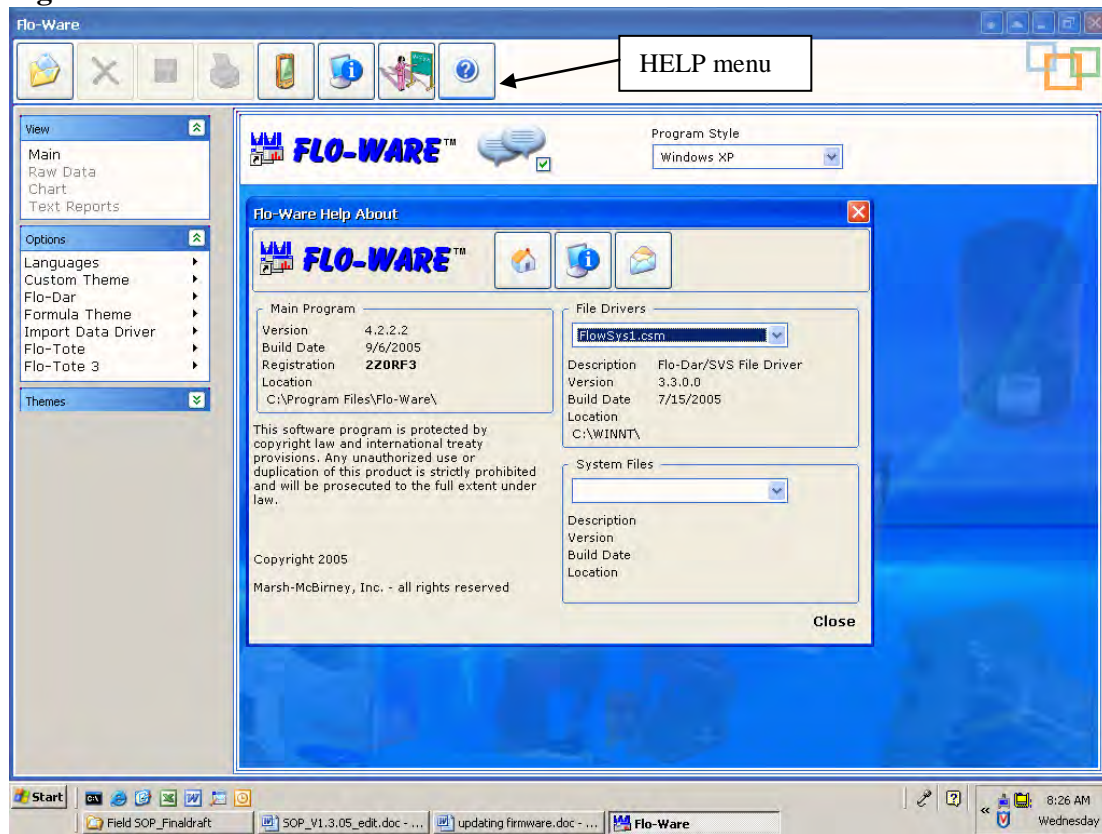 Flo-Ware
HELP menu
View
Main
Raw Data
Chart
Text Reports
Options
Languages
Custom Theme
Flo-Dar
Formula Theme
Import Data Driver
Flo-Tote
Flo-Tote 3
Themes
FLO-WARE™
Program Style
Windows XP
Flo-Ware Help About
FLO-WARE™
Main Program
Version 4.2.2.2
Build Date 9/6/2005
Registration 2Z0RF3
Location
C:\Program Files\Flo-Ware\
This software program is protected by
copyright law and international treaty
provisions. Any unauthorized use or
duplication of this product is strictly prohibited
and will be prosecuted to the full extent under
law.
Copyright 2005
Marsh-McBirney, Inc. - all rights reserved
File Drivers
FlowSys1.csm
Description Flo-Dar/SVS File Driver
Version 3.3.0.0
Build Date 7/15/2005
Location
C:\WINNT\
System Files
Description
Version
Build Date
Location
Close
Start
8:26 AM
Field SOP_Finaldraft
SOP_V1.3.05_edit.doc - ...
updating firmware.doc - ...
Flo-Ware
Wednesday